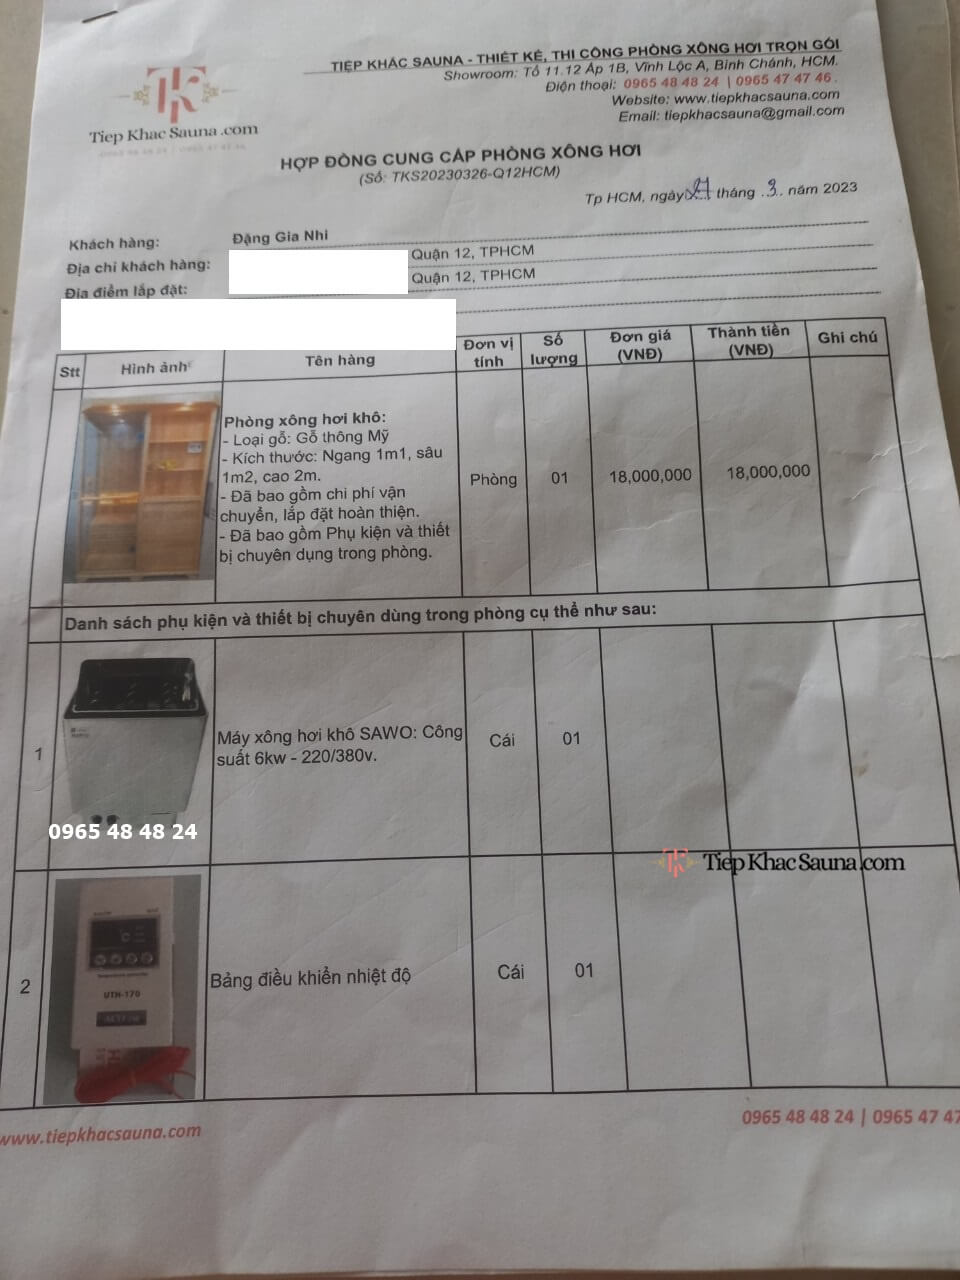 TIẾP KHÁC SAUNA - THIẾT KẾ, THI CÔNG PHÒNG XÔNG HƠI TRỌN GÓI
Showroom: Tổ 11.12 Ấp 1B, Vĩnh Lộc A, Bình Chánh, HCM.
Điện thoại: 0965 48 48 24 | 0965 47 47 46
Website: www.tiepkhacsauna.com
Email: tiepkhacsauna@gmail.com
Tiep Khac Sauna.com
0965 48 48 24 | 0965 47 47 46
HỢP ĐỒNG CUNG CẤP PHÒNG XÔNG HƠI
(Số: TKS20230326-Q12HCM)
Tp HCM, ngày tháng 3 năm 2023
Khách hàng: Đặng Gia Nhi
Địa chỉ khách hàng: Quận 12, TPHCM
Địa điểm lắp đặt: Quận 12, TPHCM
Stt Hình ảnh Tên hàng Đơn vị tính Số lượng Đơn giá (VNĐ) Thành tiền (VNĐ) Ghi chú
Phòng xông hơi khô:
- Loại gỗ: Gỗ thông Mỹ
- Kích thước: Ngang 1m1, sâu
1m2, cao 2m.
- Đã bao gồm chi phí vận
chuyển, lắp đặt hoàn thiện.
- Đã bao gồm Phụ kiện và thiết
bị chuyên dụng trong phòng.
Phòng 01 18,000,000 18,000,000
Danh sách phụ kiện và thiết bị chuyên dùng trong phòng cụ thể như sau:
1 Máy xông hơi khô SAWO: Công
suất 6kw - 220/380v.
Cái 01
0965 48 48 24
TiepKhacSauna.com
2 Bảng điều khiển nhiệt độ Cái 01
UTH-170
www.tiepkhacsauna.com
0965 48 48 24 | 0965 47 47